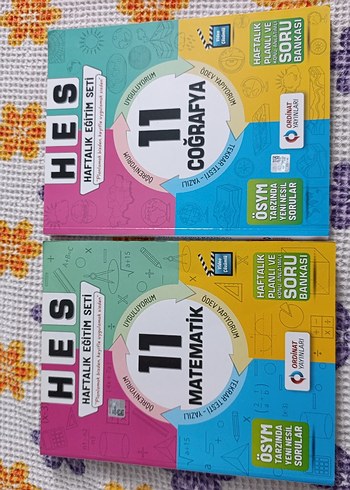 HES
HAFTALIK EĞİTİM SETİ
UYGULUYORUM
ÖDEV YAPIYORUM
ÖĞRENİYORUM
TEKRAR TESTİ - YAZILI
11
COĞRAFYA
HAFTALIK
PLANLI VE
SORU
BANKASI
ORDİNAT
YAYINLARI
ÖSYM
TARZINDA
YENİ NESİL
SORULAR
HES
HAFTALIK EĞİTİM SETİ
UYGULUYORUM
ÖDEV YAPIYORUM
ÖĞRENİYORUM
TEKRAR TESTİ - YAZILI
11
MATEMATİK
HAFTALIK
PLANLI VE
SORU
BANKASI
ORDİNAT
YAYINLARI
ÖSYM
TARZINDA
YENİ NESİL
SORULAR